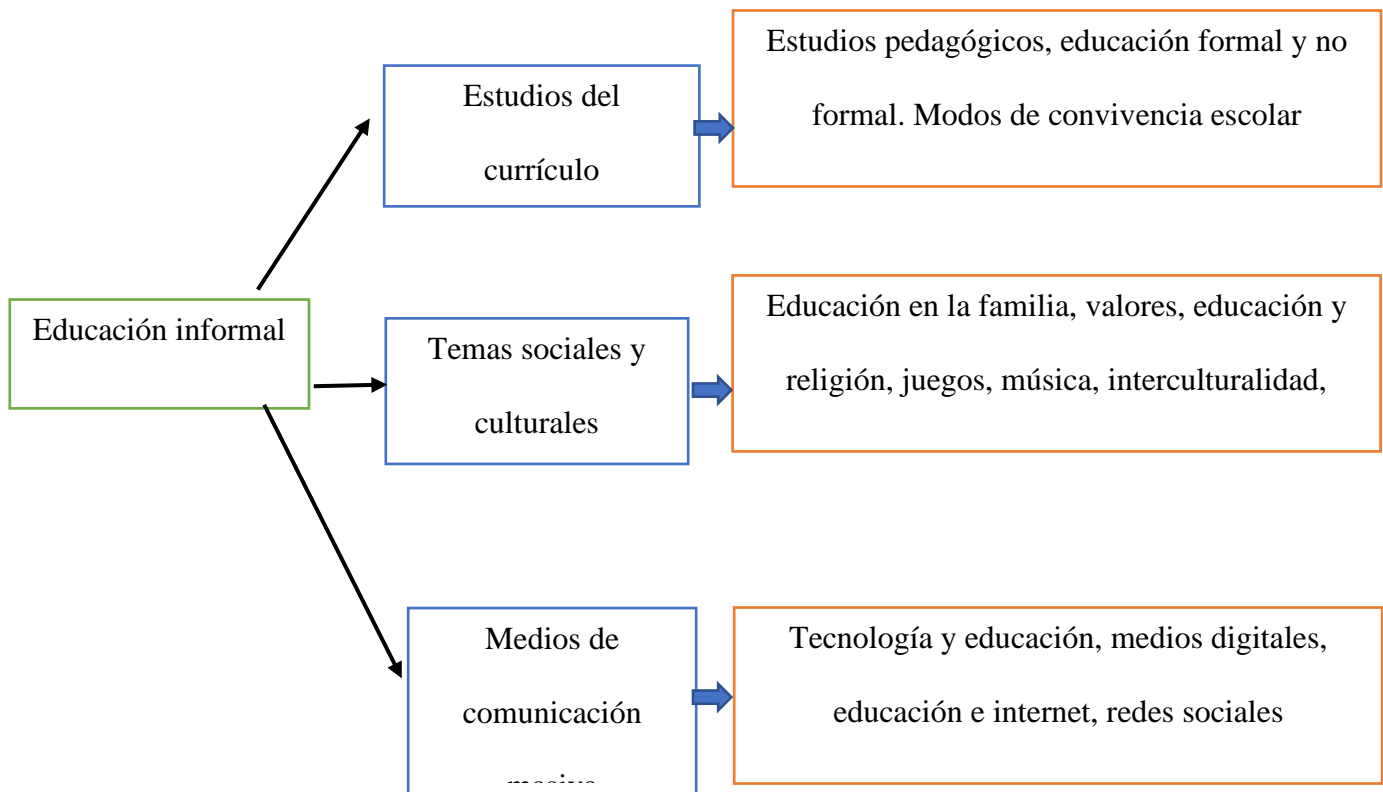 Estudios del
currículo
Estudios pedagógicos, educación formal y no
formal. Modos de convivencia escolar
Educación informal
Temas sociales y
culturales
Educación en la familia, valores, educación y
religión, juegos, música, interculturalidad,
Medios de
comunicación
Tecnología y educación, medios digitales,
educación e internet, redes sociales